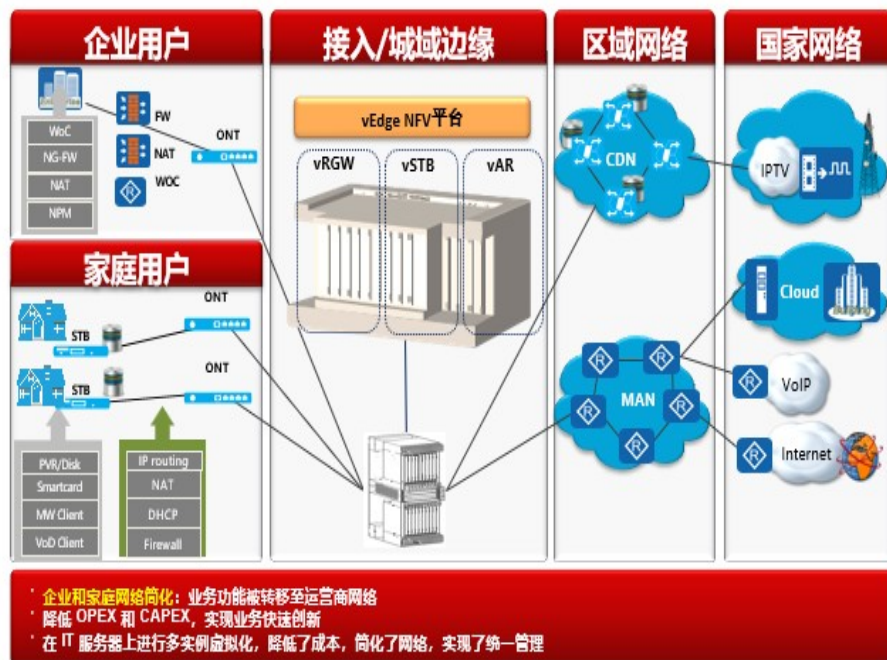 企业用户
FW
NAT
WOC
ONT
WoC
NG-FW
NAT
NPM
家庭用户
ONT
STB
ONT
STB
PVR/Disk
Smartcard
MW Client
VoD Client
IP routing
NAT
DHCP
Firewall
接入/城域边缘
vEdge NFV平台
vRGW
vSTB
vAR
区域网络
CDN
R
R
R
R
R
MAN
国家网络
IPTV
Cloud
R
VoIP
R
Internet
R
企业和家庭网络简化：业务功能被转移至运营商网络
降低 OPEX 和 CAPEX，实现业务快速创新
在 IT 服务器上进行多实例虚拟化，降低了成本，简化了网络，实现了统一管理